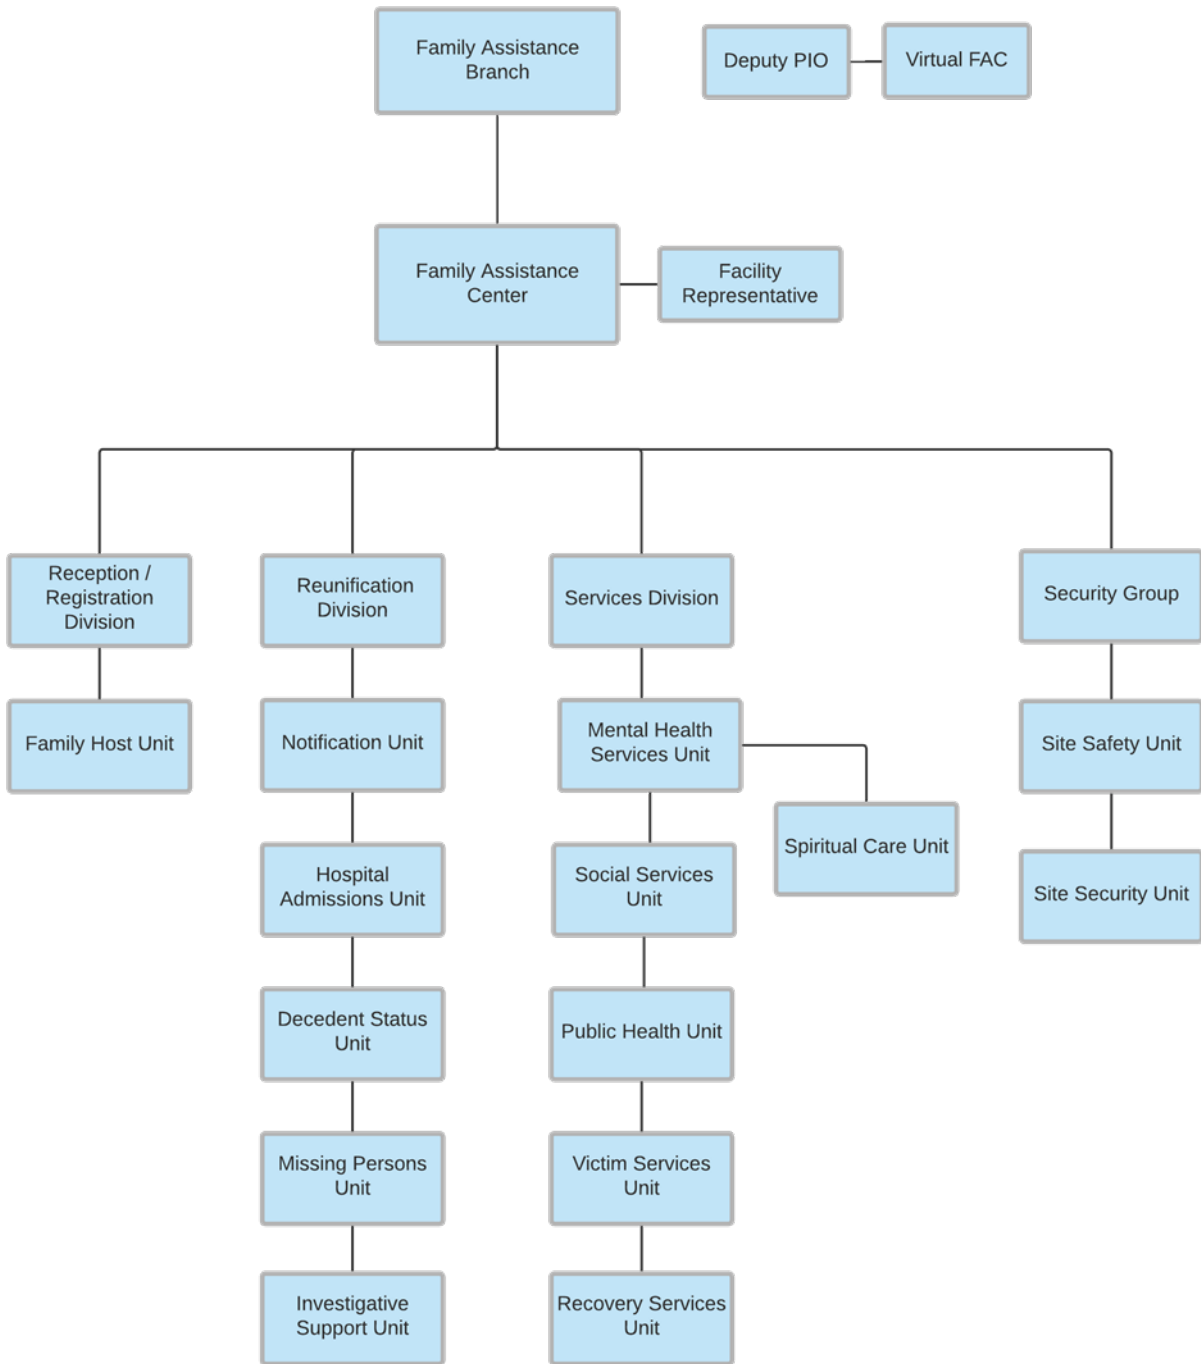 Family Assistance
Branch
Deputy PIO
Virtual FAC
Family Assistance
Center
Facility
Representative
Reception /
Registration
Division
Reunification
Division
Services Division
Security Group
Family Host Unit
Notification Unit
Mental Health
Services Unit
Site Safety Unit
Hospital
Admissions Unit
Social Services
Unit
Spiritual Care Unit
Site Security Unit
Decedent Status
Unit
Public Health Unit
Missing Persons
Unit
Victim Services
Unit
Investigative
Support Unit
Recovery Services
Unit